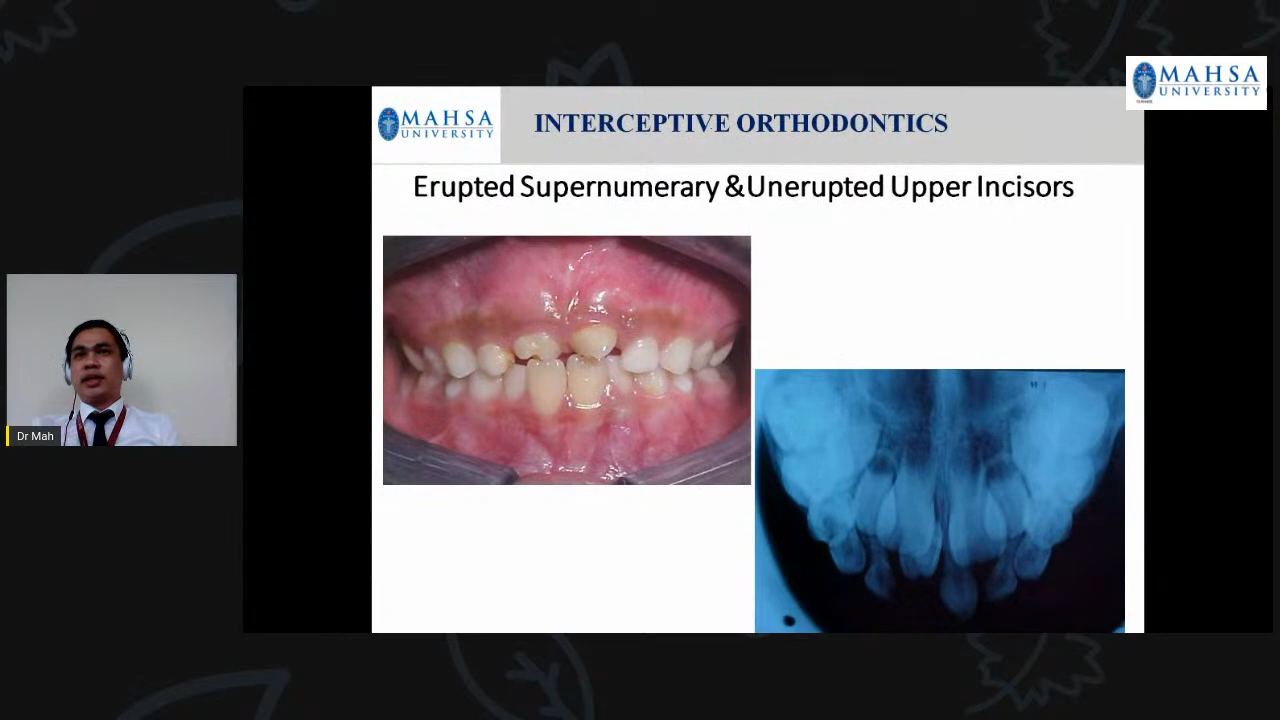 MAHSA
UNIVERSITY
MAHSA
UNIVERSITY
INTERCEPTIVE ORTHODONTICS
Erupted Supernumerary &Unerupted Upper Incisors
Dr Mah